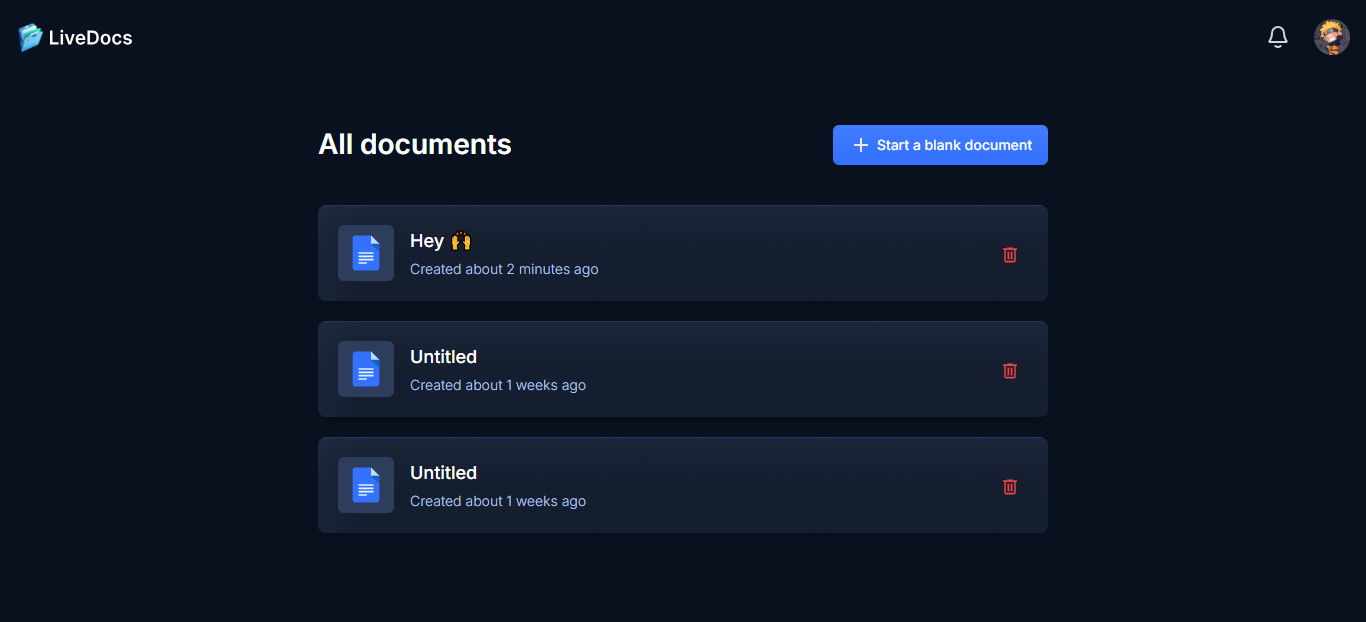 LiveDocs
All documents
Start a blank document
Hey 🙌
Created about 2 minutes ago
Untitled
Created about 1 weeks ago
Untitled
Created about 1 weeks ago